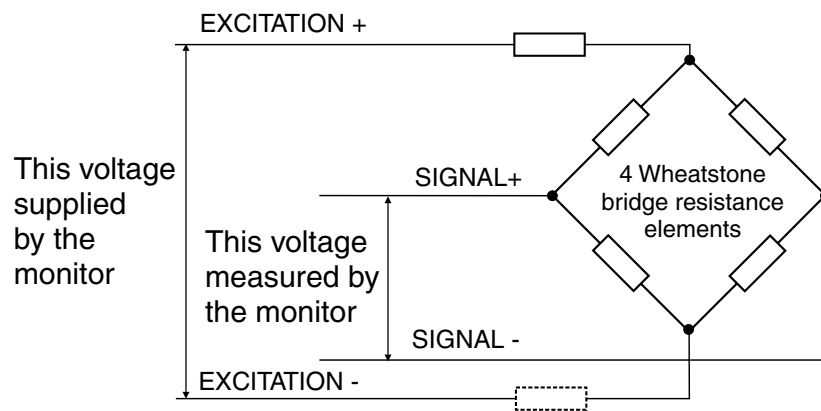 EXCITATION +
This voltage
supplied
by the
monitor
SIGNAL+
4 Wheatstone
bridge resistance
elements
This voltage
measured by
the monitor
SIGNAL -
EXCITATION -